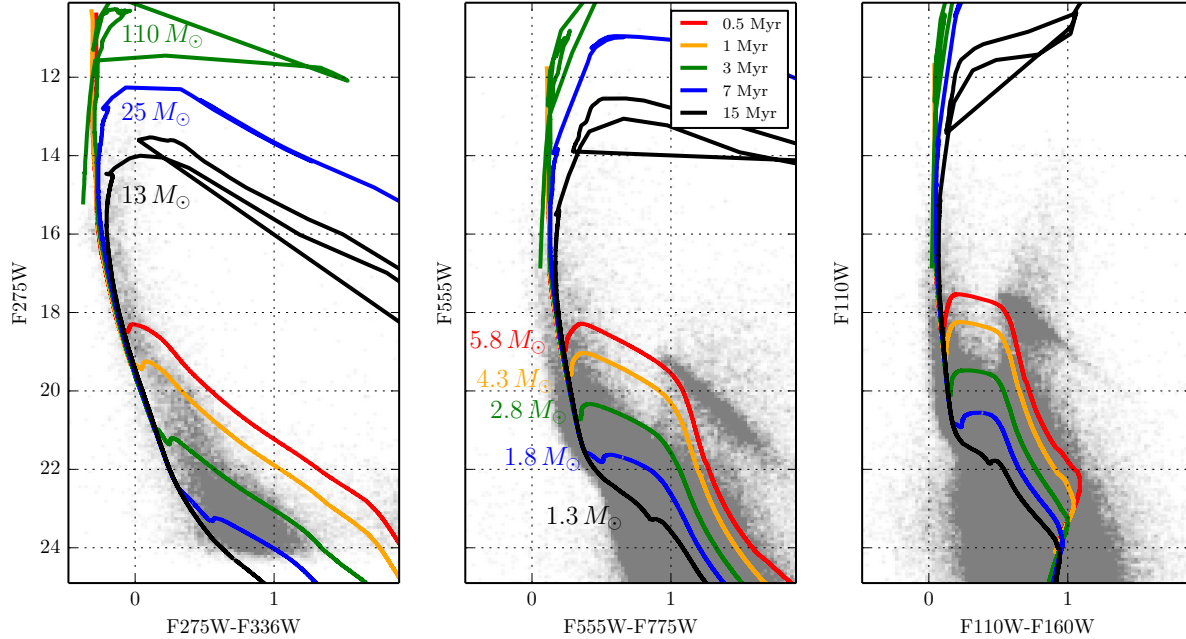 110 M⊙
25 M⊙
13 M⊙
12
14
16
18
20
22
24
0
1
F275W
F275W-F336W
0.5 Myr
1 Myr
3 Myr
7 Myr
15 Myr
5.8 M⊙
4.3 M⊙
2.8 M⊙
1.8 M⊙
1.3 M⊙
0
1
F555W
F555W-F775W
0
1
F110W
F110W-F160W